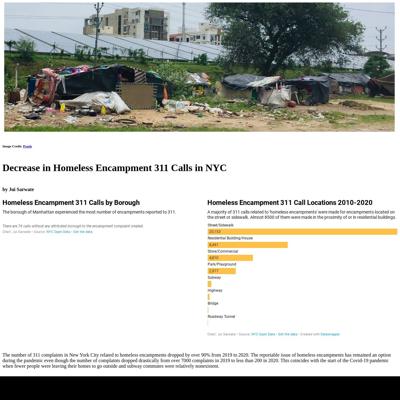 Image Credit: Pexels
Decrease in Homeless Encampment 311 Calls in NYC
by Jui Sarwate
Homeless Encampment 311 Calls by Borough
The borough of Manhattan experienced the most number of encampments reported to 311.
There are 74 calls without any attributed borough to the encampment complaint created.
Chart: Jui Sarwate • Source: NYC Open Data • Get the data
Homeless Encampment 311 Call Locations 2010-2020
A majority of 311 calls related to 'homeless encampments' were made for encampments located on
the street or sidewalk. Almost 8500 of them were made in the proximity of or in residential buildings.
Street/Sidewalk
Residential Building/House
8,491
Store/Commercial
Park/Playground
Subway
Highway
Bridge
Roadway Tunnel
Chart: Jui Sarwate • Source: NYC Open Data • Get the data • Created with Datawrapper
The number of 311 complaints in New York City related to homeless encampments dropped by over 90% from 2019 to 2020. The reportable issue of homeless encampments has remained an option
during the pandemic even though the number of complaints dropped drastically from over 7000 complaints in 2019 to less than 200 in 2020. This coincides with the start of the Covid-19 pandemic
when fewer people were leaving their homes to go outside and subway commutes were relatively nonexistent.